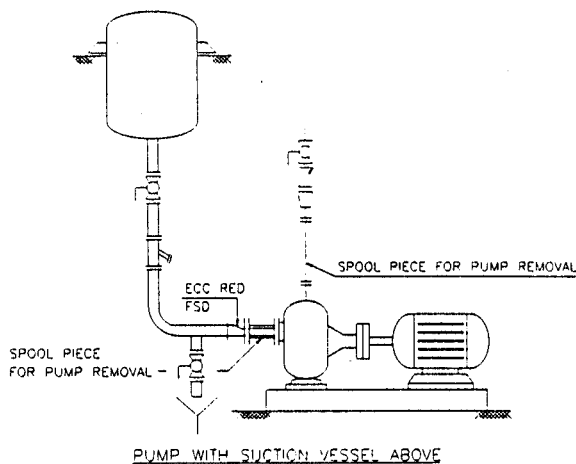 SPOOL PIECE FOR PUMP REMOVAL
ECC RED
FSD
SPOOL PIECE
FOR PUMP REMOVAL
PUMP WITH SUCTION VESSEL ABOVE